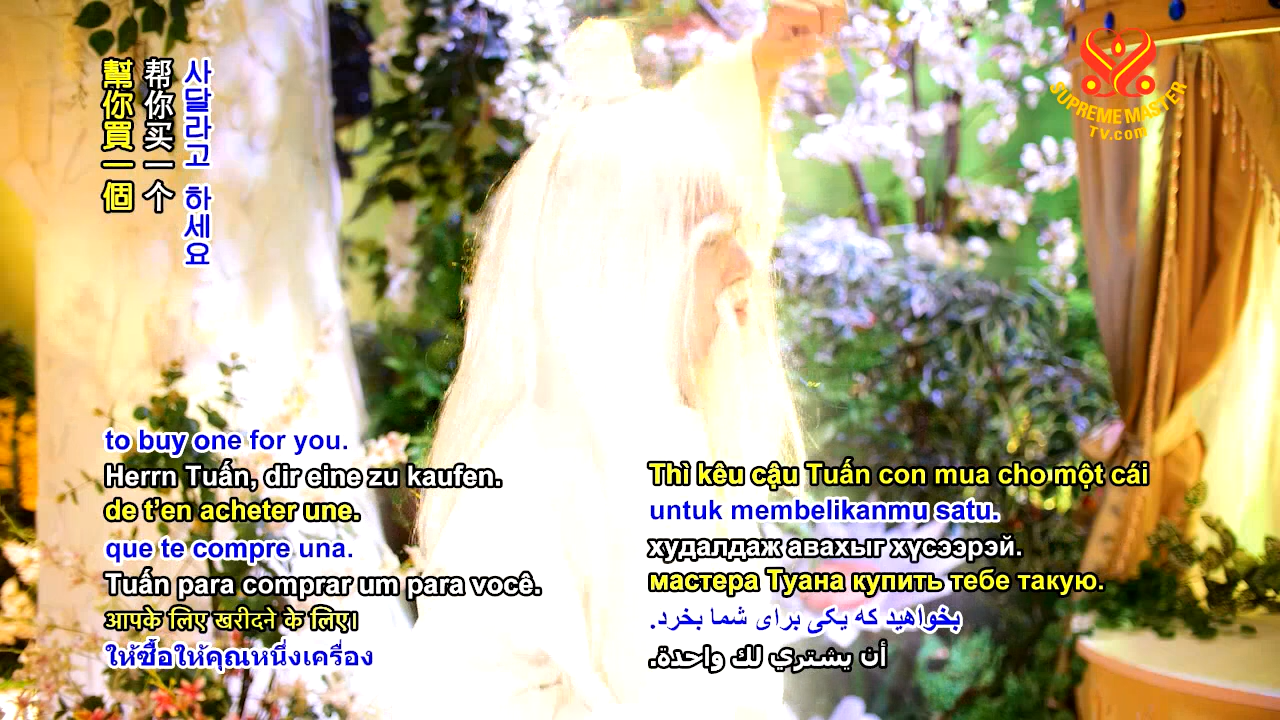 사달라고 하세요
帮你买一个
幫你買一個
SUPREME MASTER
TV.com
to buy one for you.
Herrn Tuấn, dir eine zu kaufen.
de t'en acheter une.
que te compre una.
Tuấn para comprar um para você.
आपके लिए खरीदने के लिए।
ให้ซื้อให้คุณหนึ่งเครื่อง
Thì kêu cậu Tuấn con mua cho một cái
untuk membelikanmu satu.
худалдаж авахыг хүсээрэй.
мастера Туана купить тебе такую.
بخواهید که یکی برای شما بخرد.
أن يشتري لك واحدة.